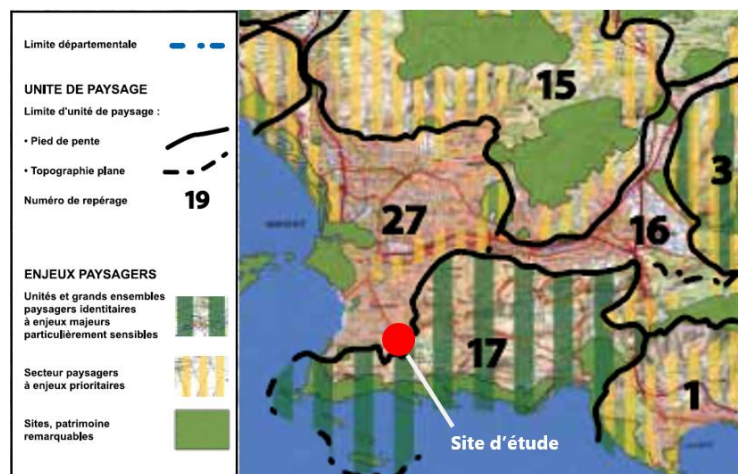 Limite départementale
UNITE DE PAYSAGE
Limite d'unité de paysage :
• Pied de pente
• Topographie plane
Numéro de repérage
19
ENJEUX PAYSAGERS
Unités et grands ensembles
paysagers identitaires
à enjeux majeurs
particulièrement sensibles
Secteur paysagers
à enjeux prioritaires
Sites, patrimoine
remarquables
15
3
27
16
17
1
Site d'étude